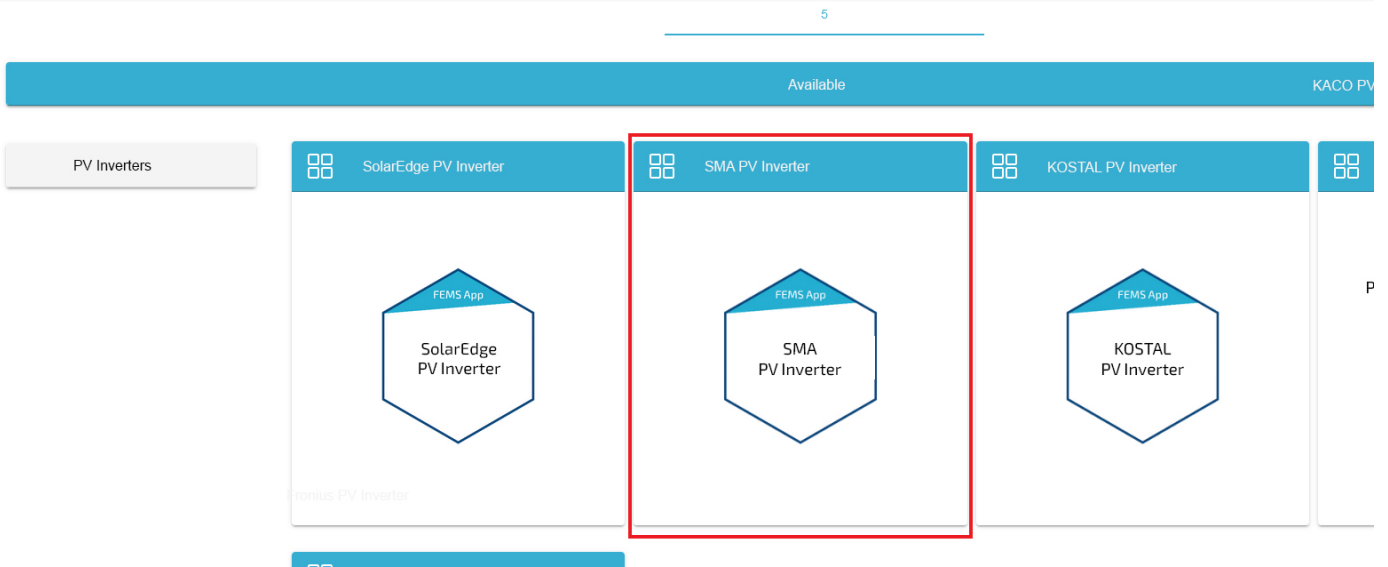 5
Available
KACO PV
PV Inverters
SolarEdge PV Inverter
SMA PV Inverter
KOSTAL PV Inverter
FEMS App
SolarEdge
PV Inverter
FEMS App
SMA
PV Inverter
FEMS App
KOSTAL
PV Inverter
P
Fronius PV Inverter